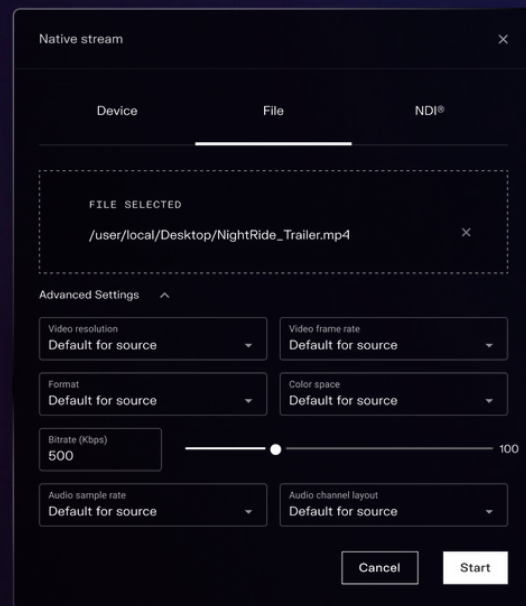 Native stream
Device File NDI®
FILE SELECTED
/user/local/Desktop/NightRide_Trailer.mp4
Advanced Settings
Video resolution
Default for source
Video frame rate
Default for source
Format
Default for source
Color space
Default for source
Bitrate (Kbps)
500
100
Audio sample rate
Default for source
Audio channel layout
Default for source
Cancel
Start